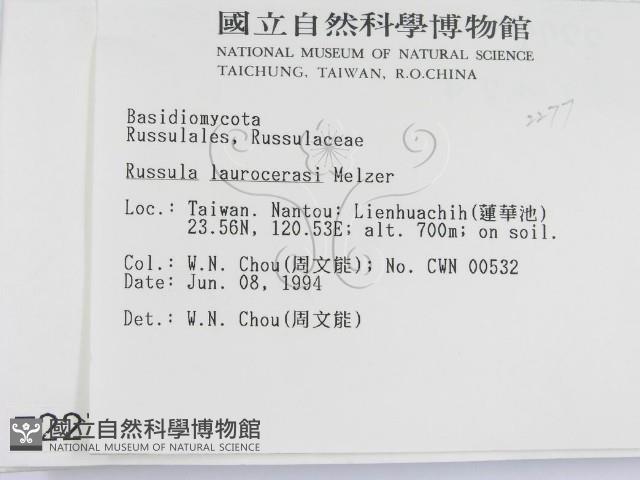 國立自然科學博物館
NATIONAL MUSEUM OF NATURAL SCIENCE
TAICHUNG, TAIWAN, R.O.CHINA
2277
Basidiomycota
Russulales, Russulaceae
Russula laurocerasi Melzer
Loc.: Taiwan. Nantou: Lienhuachih(蓮華池)
23.56N, 120.53E; alt. 700m; on soil.
Col.: W.N. Chou(周文能); No. CWN 00532
Date: Jun. 08, 1994
Det.: W.N. Chou(周文能)
國立自然科學博物館
NATIONAL MUSEUM OF NATURAL SCIENCE